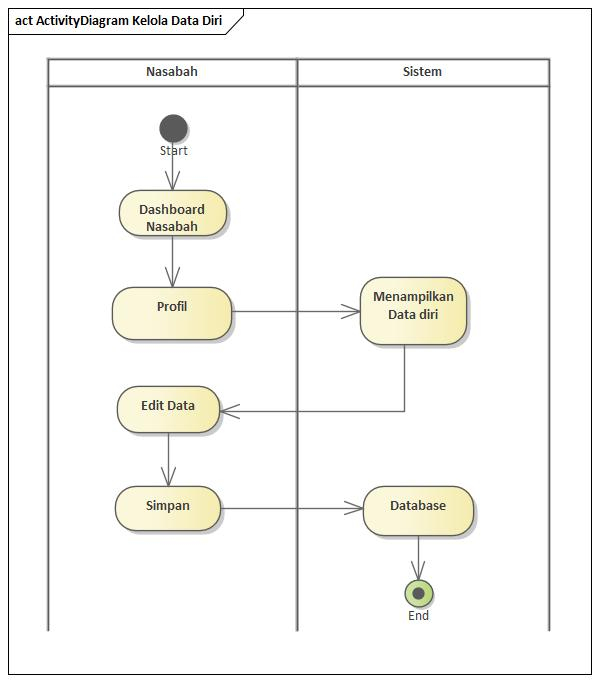 act ActivityDiagram Kelola Data Diri
Nasabah
Sistem
Start
Dashboard
Nasabah
Profil
Menampilkan
Data diri
Edit Data
Simpan
Database
End